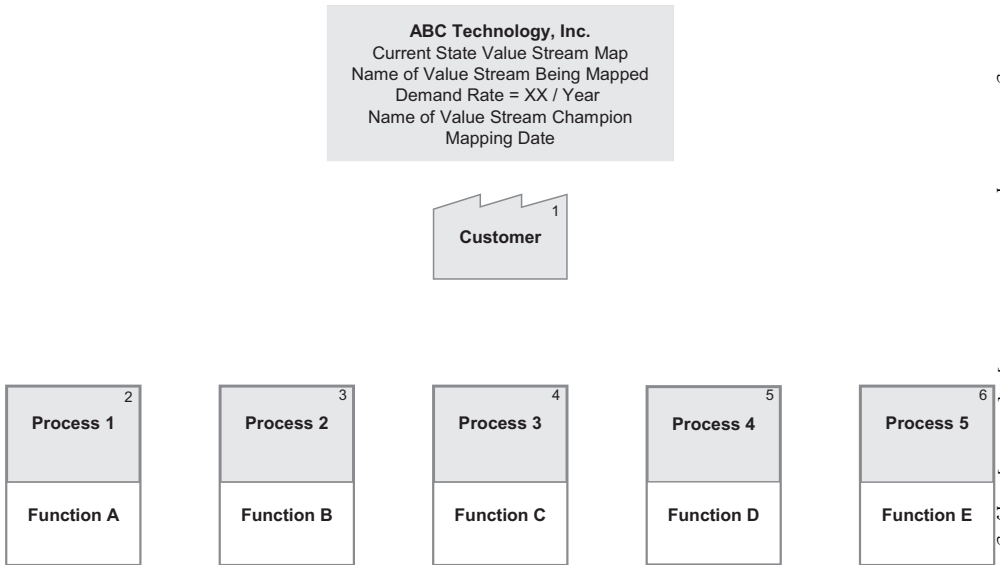 ABC Technology, Inc.
Current State Value Stream Map
Name of Value Stream Being Mapped
Demand Rate = XX / Year
Name of Value Stream Champion
Mapping Date
1
Customer
2
Process 1
Function A
3
Process 2
Function B
4
Process 3
Function C
5
Process 4
Function D
6
Process 5
Function E